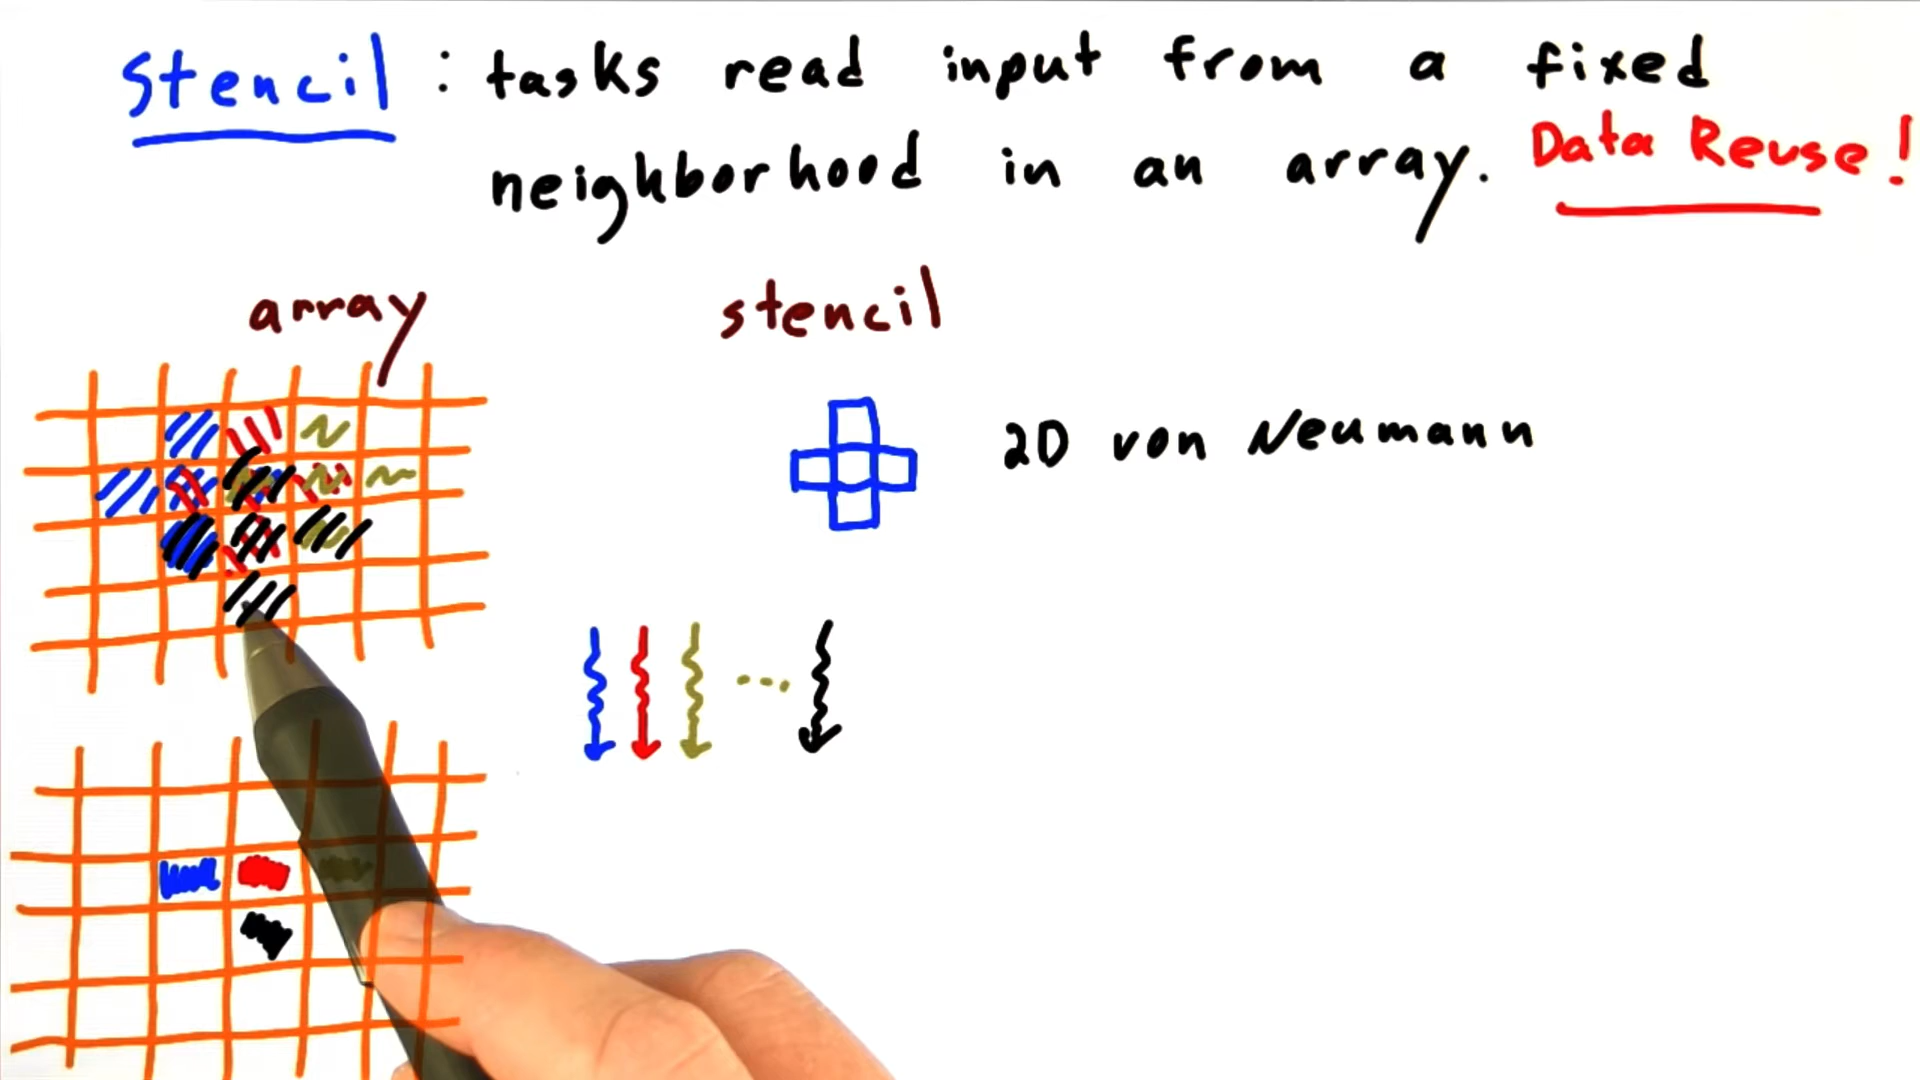 Stencil : tasks read input from a fixed
neighborhood in an array. Data Reuse!
array stencil
2D von Neumann
...